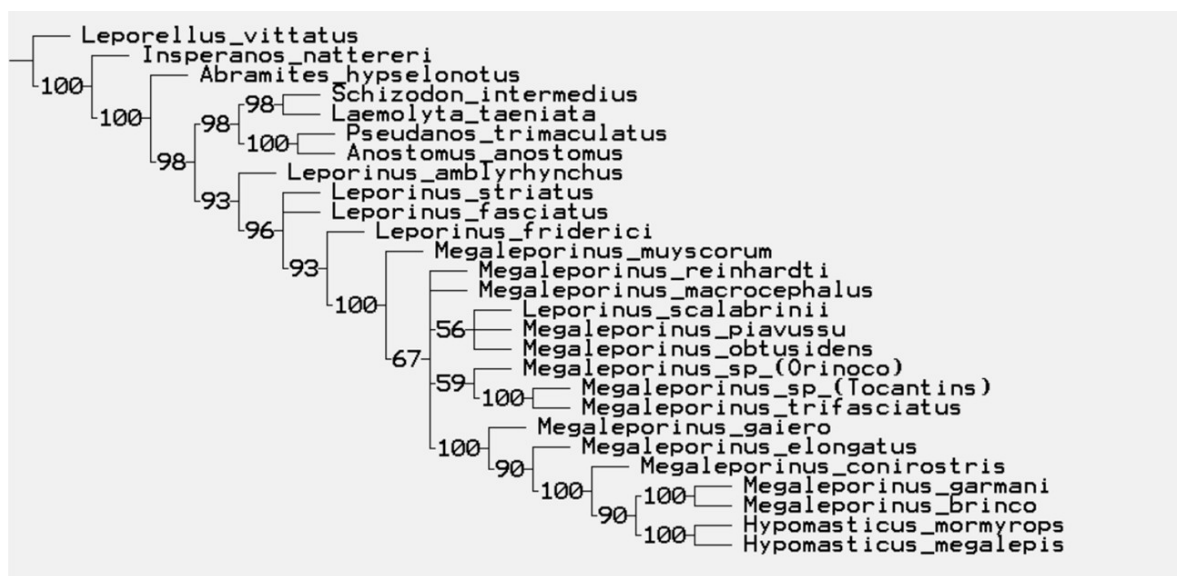 Leporellus_vittatus
Insperanos_nattereri
100
Abramites_hypselonotus
100
Schizodon_intermedius
98
Laemolyta_taeniata
98
Pseudanos_trimaculatus
100
Anostomus_anostomus
98
Leporinus_amblyrhynchus
93
Leporinus_striatus
Leporinus_fasciatus
96
Leporinus_friderici
Megaleporinus_muyscorum
93
Megaleporinus_reinhardti
Megaleporinus_macrocephalus
100
Leporinus_scalabrinii
56
Megaleporinus_piavussu
Megaleporinus_obtusidens
67
Megaleporinus_sp_(Orinoco)
59
Megaleporinus_sp_(Tocantins)
100
Megaleporinus_trifasciatus
Megaleporinus_gaiero
100
Megaleporinus_elongatus
90
Megaleporinus_conirostris
100
Megaleporinus_garmani
100
Megaleporinus_brinco
90
Hypomasticus_mormyrops
100
Hypomasticus_megalepis